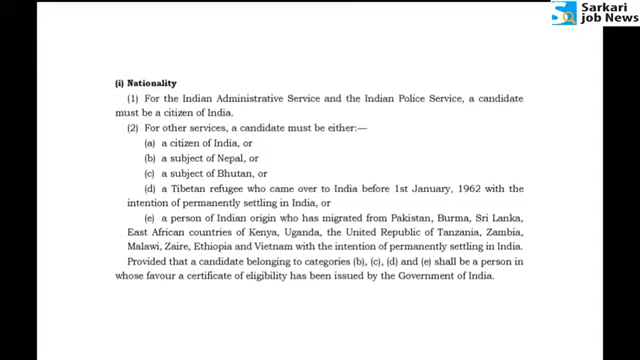 Sarkari
job News
(i) Nationality
(1) For the Indian Administrative Service and the Indian Police Service, a candidate
must be a citizen of India.
(2) For other services, a candidate must be either:—
(a) a citizen of India, or
(b) a subject of Nepal, or
(c) a subject of Bhutan, or
(d) a Tibetan refugee who came over to India before 1st January, 1962 with the
intention of permanently settling in India, or
(e) a person of Indian origin who has migrated from Pakistan, Burma, Sri Lanka,
East African countries of Kenya, Uganda, the United Republic of Tanzania, Zambia,
Malawi, Zaire, Ethiopia and Vietnam with the intention of permanently settling in India.
Provided that a candidate belonging to categories (b), (c), (d) and (e) shall be a person in
whose favour a certificate of eligibility has been issued by the Government of India.